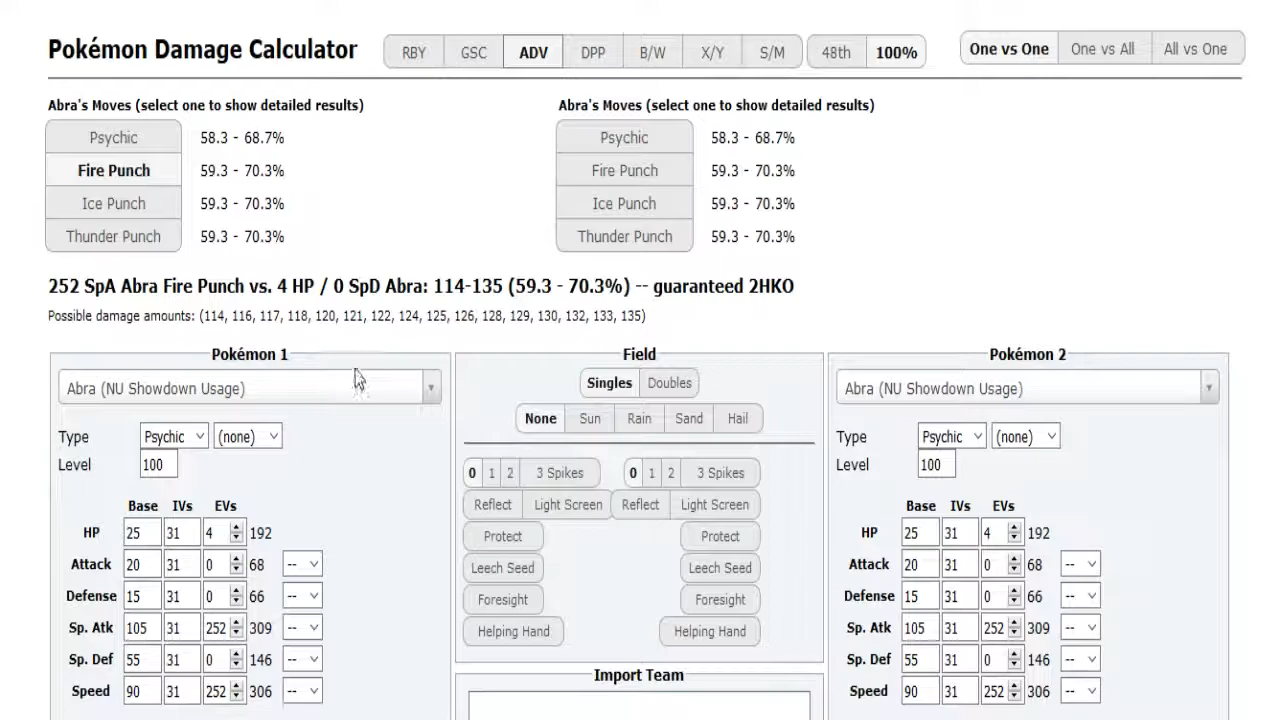 Pokémon Damage Calculator RBY GSC ADV DPP B/W X/Y S/M 48th 100% One vs One One vs All All vs One
Abra's Moves (select one to show detailed results) Abra's Moves (select one to show detailed results)
Psychic 58.3 - 68.7% Psychic 58.3 - 68.7%
Fire Punch 59.3 - 70.3% Fire Punch 59.3 - 70.3%
Ice Punch 59.3 - 70.3% Ice Punch 59.3 - 70.3%
Thunder Punch 59.3 - 70.3% Thunder Punch 59.3 - 70.3%
252 SpA Abra Fire Punch vs. 4 HP / 0 SpD Abra: 114-135 (59.3 - 70.3%) -- guaranteed 2HKO
Possible damage amounts: (114, 116, 117, 118, 120, 121, 122, 124, 125, 126, 128, 129, 130, 132, 133, 135)
Pokémon 1
Abra (NU Showdown Usage)
Type Psychic (none)
Level 100
Base IVs EVs
HP 25 31 4 192
Attack 20 31 0 68 --
Defense 15 31 0 66 --
Sp. Atk 105 31 252 309 --
Sp. Def 55 31 0 146 --
Speed 90 31 252 306 --
Field
Singles Doubles
None Sun Rain Sand Hail
0 1 2 3 Spikes 0 1 2 3 Spikes
Reflect Light Screen Reflect Light Screen
Protect Protect
Leech Seed Leech Seed
Foresight Foresight
Helping Hand Helping Hand
Import Team
Pokémon 2
Abra (NU Showdown Usage)
Type Psychic (none)
Level 100
Base IVs EVs
HP 25 31 4 192
Attack 20 31 0 68 --
Defense 15 31 0 66 --
Sp. Atk 105 31 252 309 --
Sp. Def 55 31 0 146 --
Speed 90 31 252 306 --